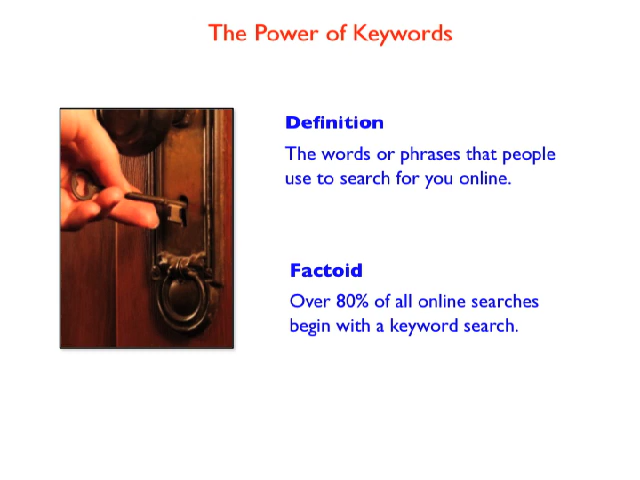 The Power of Keywords
Definition
The words or phrases that people
use to search for you online.
Factoid
Over 80% of all online searches
begin with a keyword search.